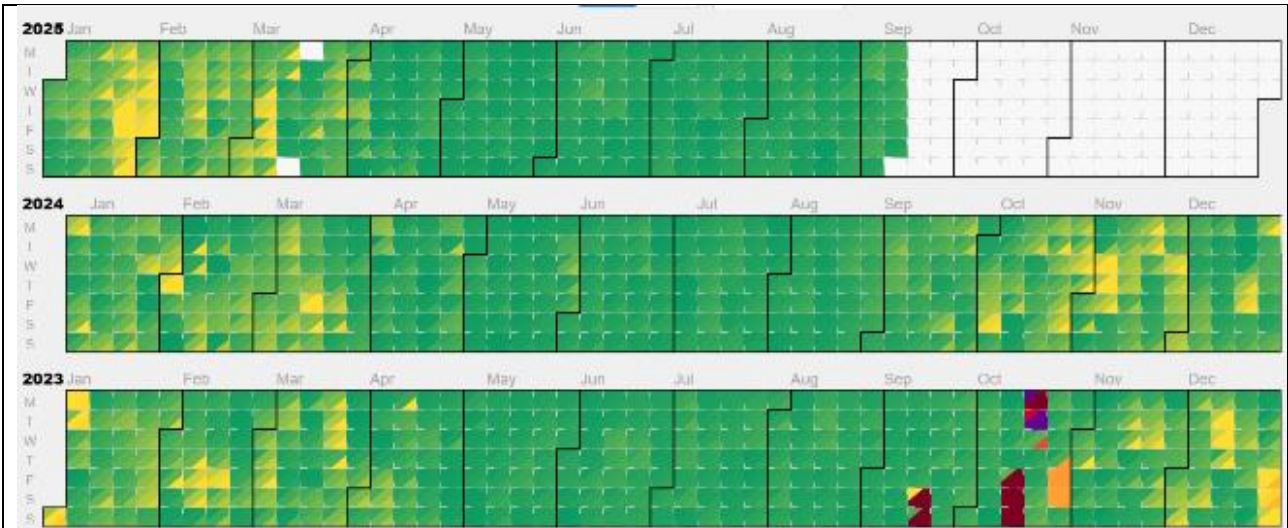 2025 Jan Feb Mar Apr May Jun Jul Aug Sep Oct Nov Dec
M
T
W
T
F
S
S
2024 Jan Feb Mar Apr May Jun Jul Aug Sep Oct Nov Dec
M
T
W
T
F
S
S
2023 Jan Feb Mar Apr May Jun Jul Aug Sep Oct Nov Dec
M
T
W
T
F
S
S